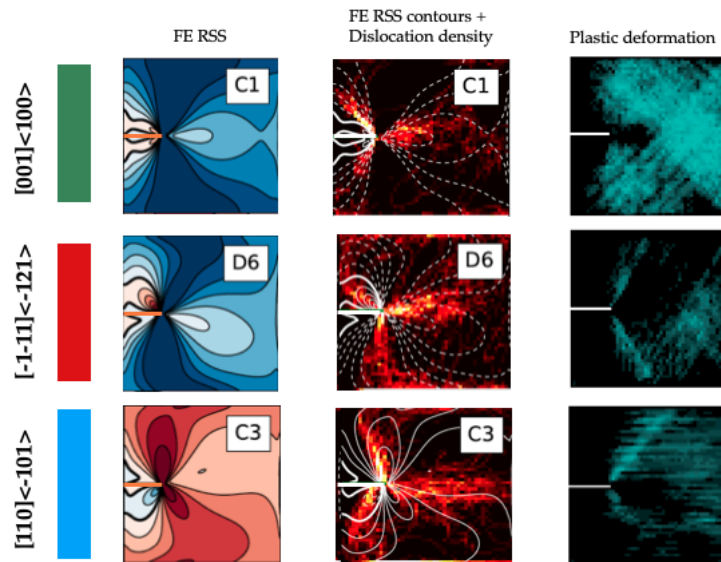 FE RSS
FE RSS contours +
Dislocation density
Plastic deformation
[001]<100>
C1
C1
[-1-11]<-121>
D6
D6
[110]<-101>
C3
C3